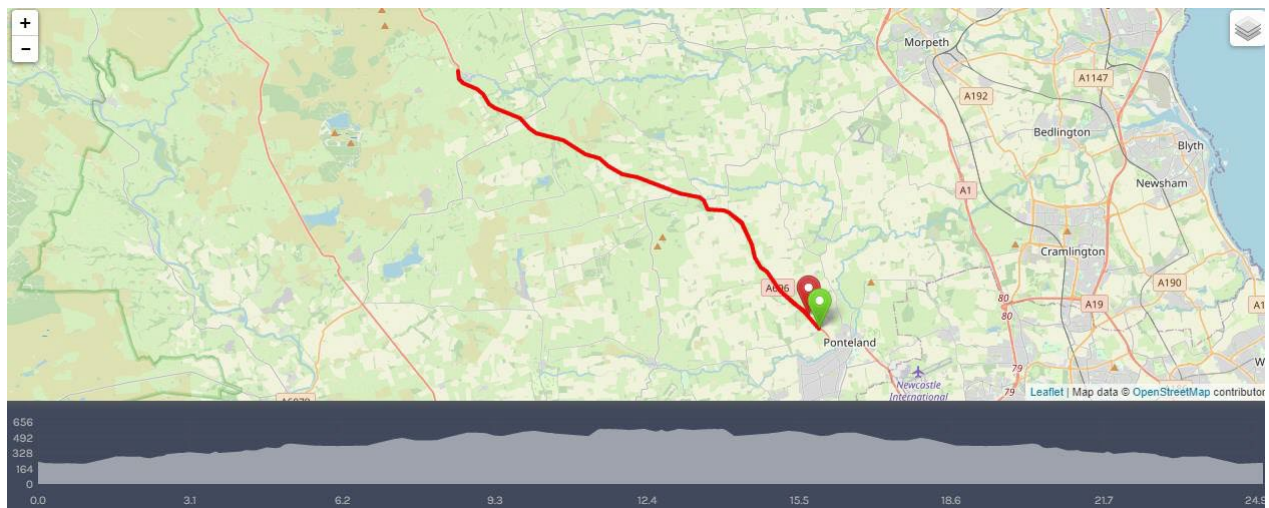 +
−
Morpeth
A1147
A192
Bedlington
Blyth
A1
Newsham
Cramlington
A696
A190
80
80
A19
A1
Ponteland
79
79
Newcastle
International
W
Leaflet | Map data © OpenStreetMap contributor
656
492
328
164
0
0.0 3.1 6.2 9.3 12.4 15.5 18.6 21.7 24.9